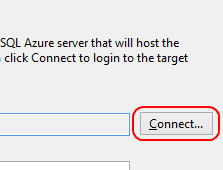 SQL Azure server that will host the
click Connect to login to the target
Connect...